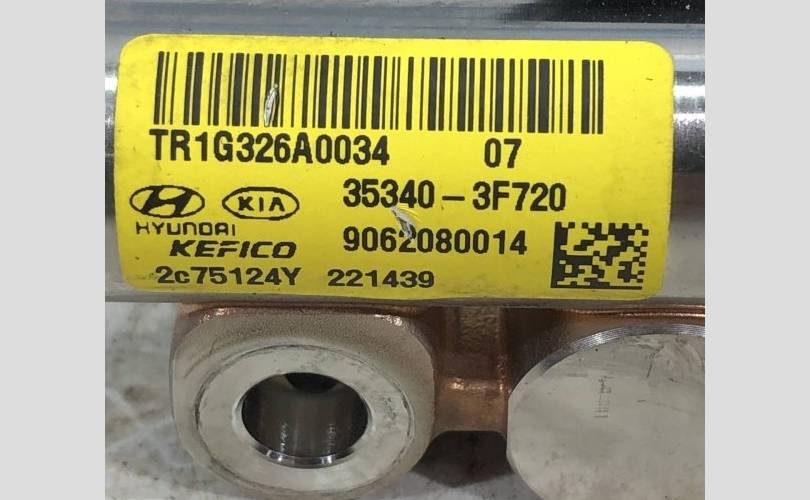 TR1G326A0034 07
35340-3F720
KIA
HYUNDAI
KEFICO
9062080014
2c75124Y 221439